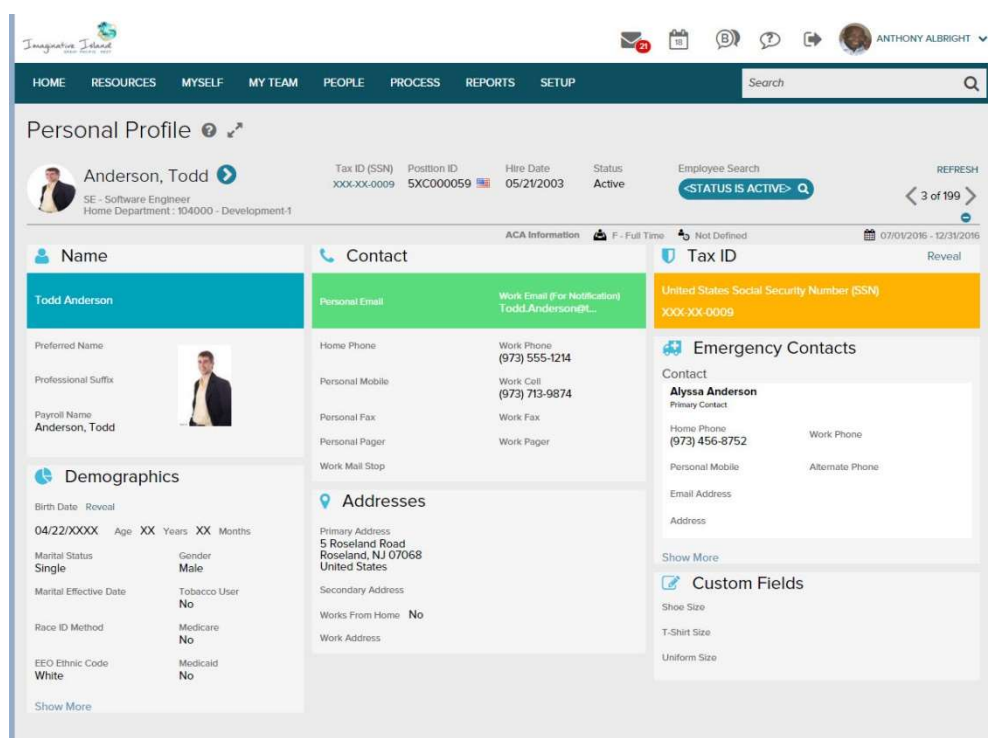 Imaginative Island
21
18
B
?
ANTHONY ALBRIGHT
HOME RESOURCES MYSELF MY TEAM PEOPLE PROCESS REPORTS SETUP Search
Personal Profile ?
Anderson, Todd
SE - Software Engineer
Home Department : 104000 - Development-1
Tax ID (SSN) Position ID Hire Date Status Employee Search REFRESH
XXX-XX-0009 5XC000059 05/21/2003 Active <STATUS IS ACTIVE> 3 of 199
ACA Information F - Full Time Not Defined 07/01/2016 - 12/31/2016
Name
Todd Anderson
Preferred Name
Professional Suffix
Payroll Name
Anderson, Todd
Demographics
Birth Date Reveal
04/22/XXXX Age XX Years XX Months
Marital Status Gender
Single Male
Marital Effective Date Tobacco User
No
Race ID Method Medicare
No
EEO Ethnic Code Medicaid
White No
Show More
Contact
Personal Email Work Email (For Notification)
Todd.Anderson@t...
Home Phone Work Phone
(973) 555-1214
Personal Mobile Work Cell
(973) 713-9874
Personal Fax Work Fax
Personal Pager Work Pager
Work Mail Stop
Addresses
Primary Address
5 Roseland Road
Roseland, NJ 07068
United States
Secondary Address
Works From Home No
Work Address
Tax ID Reveal
United States Social Security Number (SSN)
XXX-XX-0009
Emergency Contacts
Contact
Alyssa Anderson
Primary Contact
Home Phone Work Phone
(973) 456-8752
Personal Mobile Alternate Phone
Email Address
Address
Show More
Custom Fields
Shoe Size
T-Shirt Size
Uniform Size